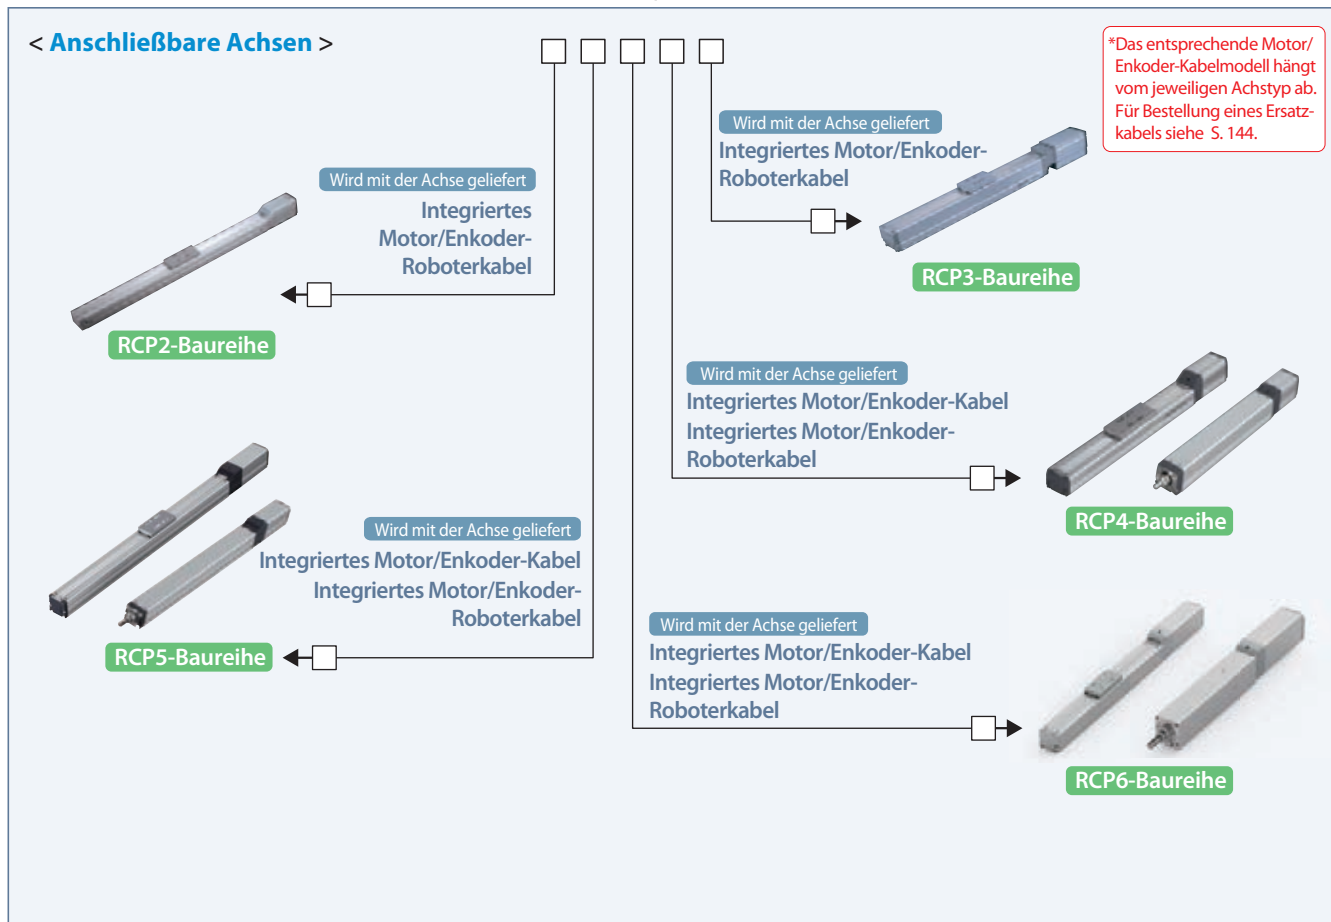 < Anschließbare Achsen >
*Das entsprechende Motor/
Enkoder-Kabelmodell hängt
vom jeweiligen Achstyp ab.
Für Bestellung eines Ersatz-
kabels siehe S. 144.
Wird mit der Achse geliefert
Integriertes Motor/Enkoder-
Roboterkabel
RCP3-Baureihe
Wird mit der Achse geliefert
Integriertes
Motor/Enkoder-
Roboterkabel
RCP2-Baureihe
Wird mit der Achse geliefert
Integriertes Motor/Enkoder-Kabel
Integriertes Motor/Enkoder-
Roboterkabel
RCP4-Baureihe
Wird mit der Achse geliefert
Integriertes Motor/Enkoder-Kabel
Integriertes Motor/Enkoder-
Roboterkabel
RCP5-Baureihe
Wird mit der Achse geliefert
Integriertes Motor/Enkoder-Kabel
Integriertes Motor/Enkoder-
Roboterkabel
RCP6-Baureihe